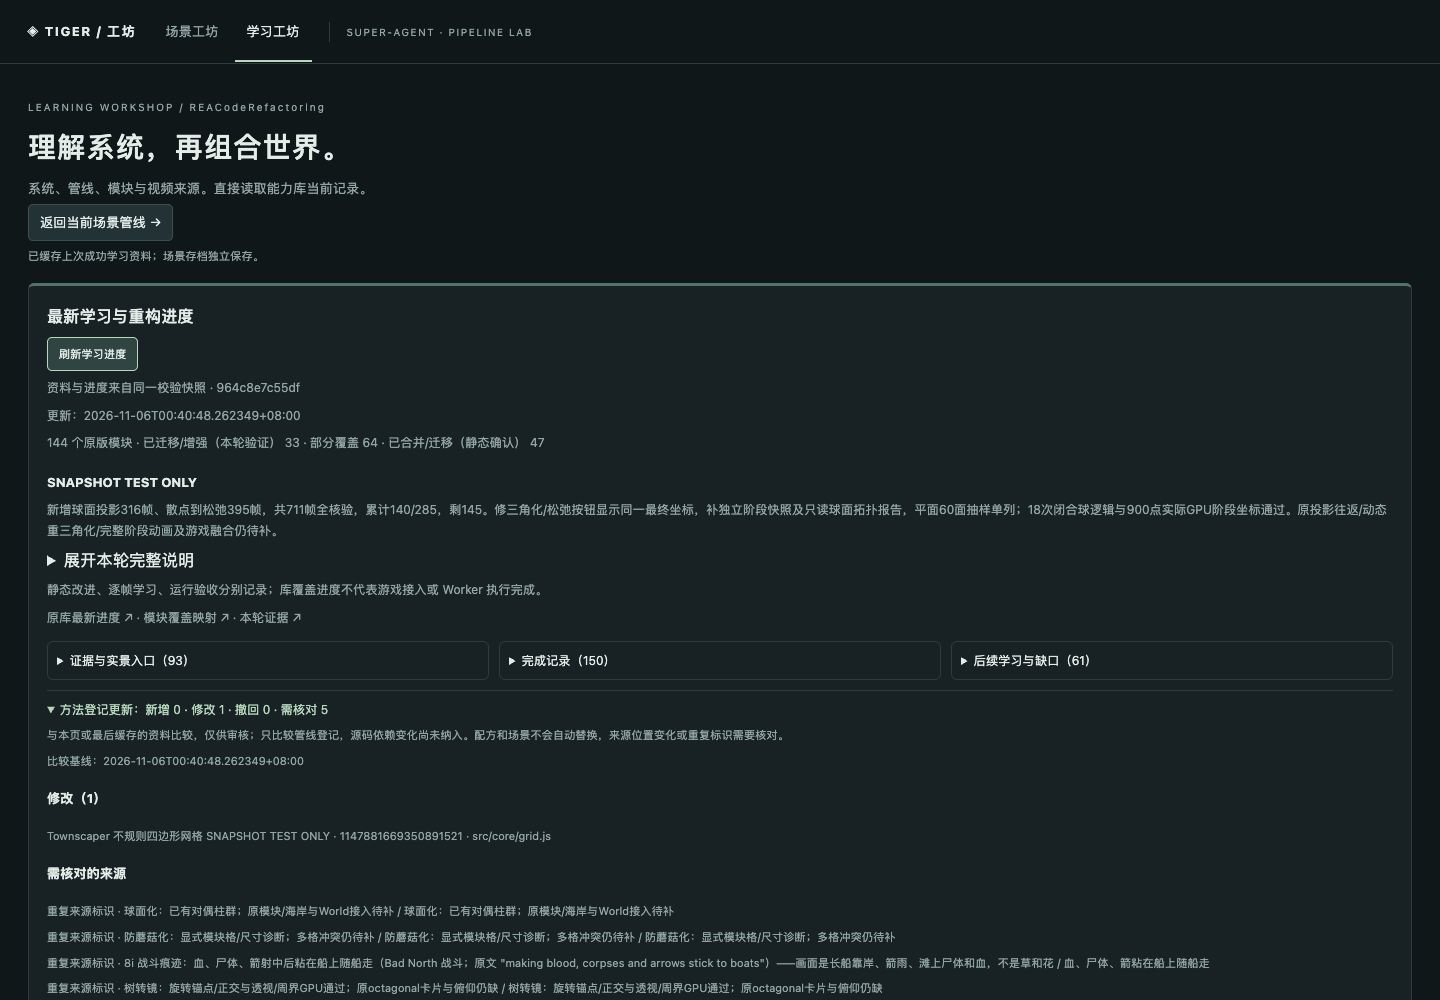 ◈ TIGER / 工坊 场景工坊 学习工坊 SUPER-AGENT · PIPELINE LAB
LEARNING WORKSHOP / REACodeRefactoring
理解系统，再组合世界。
系统、管线、模块与视频来源。直接读取能力库当前记录。
返回当前场景管线 →
已缓存上次成功学习资料；场景存档独立保存。
最新学习与重构进度
刷新学习进度
资料与进度来自同一校验快照 · 964c8e7c55df
更新：2026-11-06T00:40:48.262349+08:00
144 个原版模块 · 已迁移/增强（本轮验证） 33 · 部分覆盖 64 · 已合并/迁移（静态确认） 47
SNAPSHOT TEST ONLY
新增球面投影316帧、散点到松弛395帧，共711帧全核验，累计140/285，剩145。修三角化/松弛按钮显示同一最终坐标，补独立阶段快照及只读球面拓扑报告，平面60面抽样单列；18次闭合球逻辑与900点实际GPU阶段坐标通过。原投影往返/动态
重三角化/完整阶段动画及游戏融合仍待补。
▶ 展开本轮完整说明
静态改进、逐帧学习、运行验收分别记录；库覆盖进度不代表游戏接入或 Worker 执行完成。
原库最新进度 ↗ · 模块覆盖映射 ↗ · 本轮证据 ↗
▶ 证据与实景入口（93） ▶ 完成记录（150） ▶ 后续学习与缺口（61）
▼ 方法登记更新：新增 0 · 修改 1 · 撤回 0 · 需核对 5
与本页或最后缓存的资料比较，仅供审核；只比较管线登记，源码依赖变化尚未纳入。配方和场景不会自动替换，来源位置变化或重复标识需要核对。
比较基线：2026-11-06T00:40:48.262349+08:00
修改（1）
Townscaper 不规则四边形网格 SNAPSHOT TEST ONLY · 1147881669350891521 · src/core/grid.js
需核对的来源
重复来源标识 · 球面化：已有对偶柱群；原模块/海岸与World接入待补 / 球面化：已有对偶柱群；原模块/海岸与World接入待补
重复来源标识 · 防蘑菇化：显式模块格/尺寸诊断；多格冲突仍待补 / 防蘑菇化：显式模块格/尺寸诊断；多格冲突仍待补 / 防蘑菇化：显式模块格/尺寸诊断；多格冲突仍待补
重复来源标识 · 8i 战斗痕迹：血、尸体、箭射中后粘在船上随船走（Bad North 战斗；原文 "making blood, corpses and arrows stick to boats"）——画面是长船靠岸、箭雨、滩上尸体和血，不是草和花 / 血、尸体、箭粘在船上随船走
重复来源标识 · 树转镜：旋转锚点/正交与透视/周界GPU通过；原octagonal卡片与俯仰仍缺 / 树转镜：旋转锚点/正交与透视/周界GPU通过；原octagonal卡片与俯仰仍缺